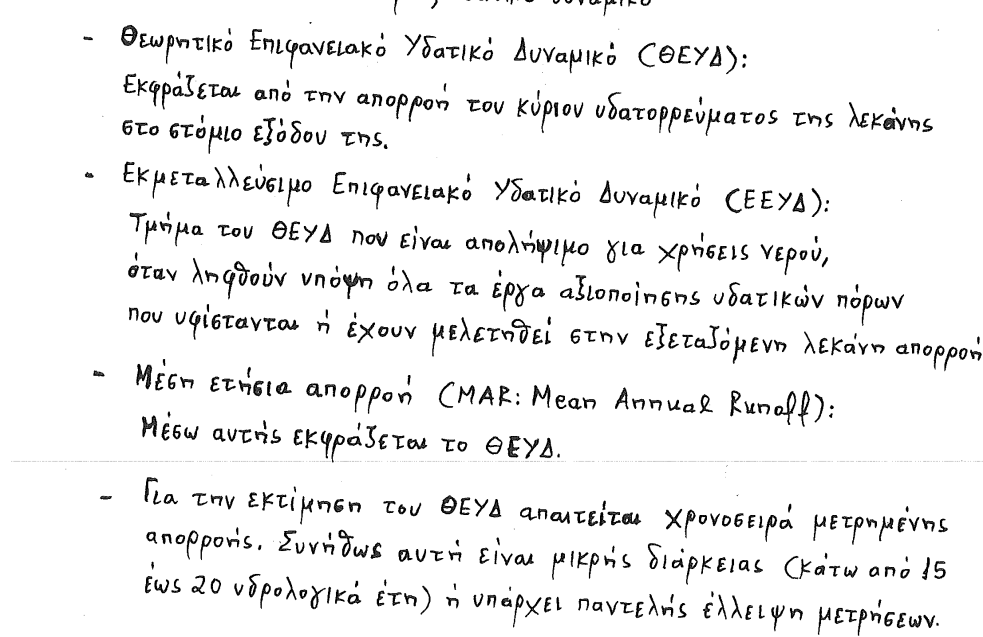 - Θεωρητικό Επιφανειακό Υδατικό Δυναμικό (ΘΕΥΔ):
Εκφράζεται από την απορροή του κύριου υδατορρεύματος της λεκάνης
στο στόμιο εξόδου της.
- Εκμεταλλεύσιμο Επιφανειακό Υδατικό Δυναμικό (ΕΕΥΔ):
Τμήμα του ΘΕΥΔ που είναι απολήψιμο για χρήσεις νερού,
όταν ληφθούν υπόψη όλα τα έργα αξιοποίησης υδατικών πόρων
που υφίστανται ή έχουν μελετηθεί στην εξεταζόμενη λεκάνη απορροή
- Μέση ετήσια απορροή (MAR: Mean Annual Runoff):
Μέσω αυτής εκφράζεται το ΘΕΥΔ.
- Για την εκτίμηση του ΘΕΥΔ απαιτείται χρονοσειρά μετρημένης
απορροής. Συνήθως αυτή είναι μικρής διάρκειας (κάτω από 15
έως 20 υδρολογικά έτη) ή υπάρχει παντελής έλλειψη μετρήσεων.